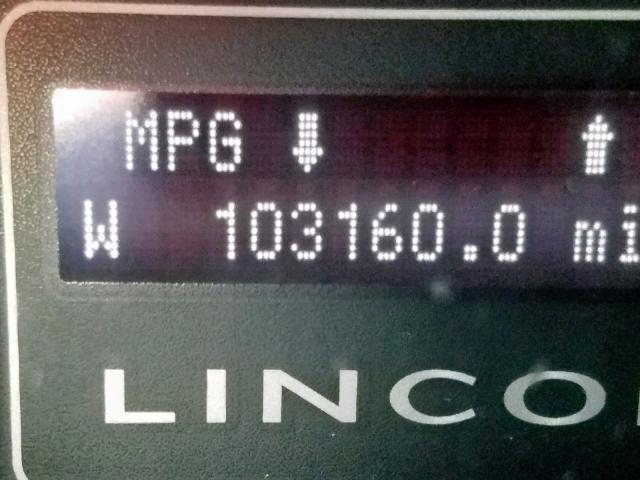 MPG ⬇ ⬆
W 103160.0 mi
LINCO